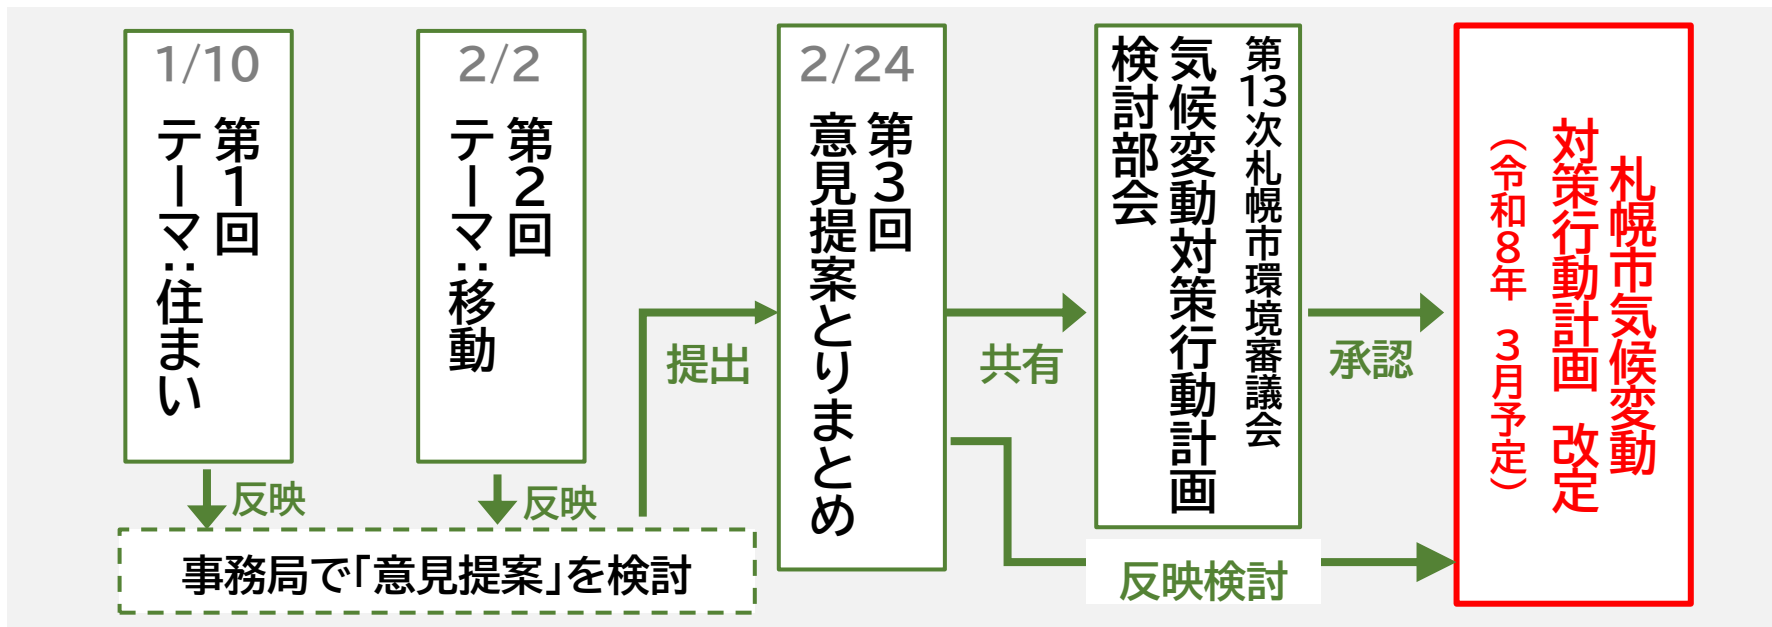 1/10
第1回
テーマ：住まい
反映
2/2
第2回
テーマ：移動
反映
事務局で「意見提案」を検討
提出
2/24
第3回
意見提案とりまとめ
共有
第13次札幌市環境審議会
気候変動対策行動計画
検討部会
承認
反映検討
札幌市気候変動
対策行動計画 改定
（令和8年 3月予定）